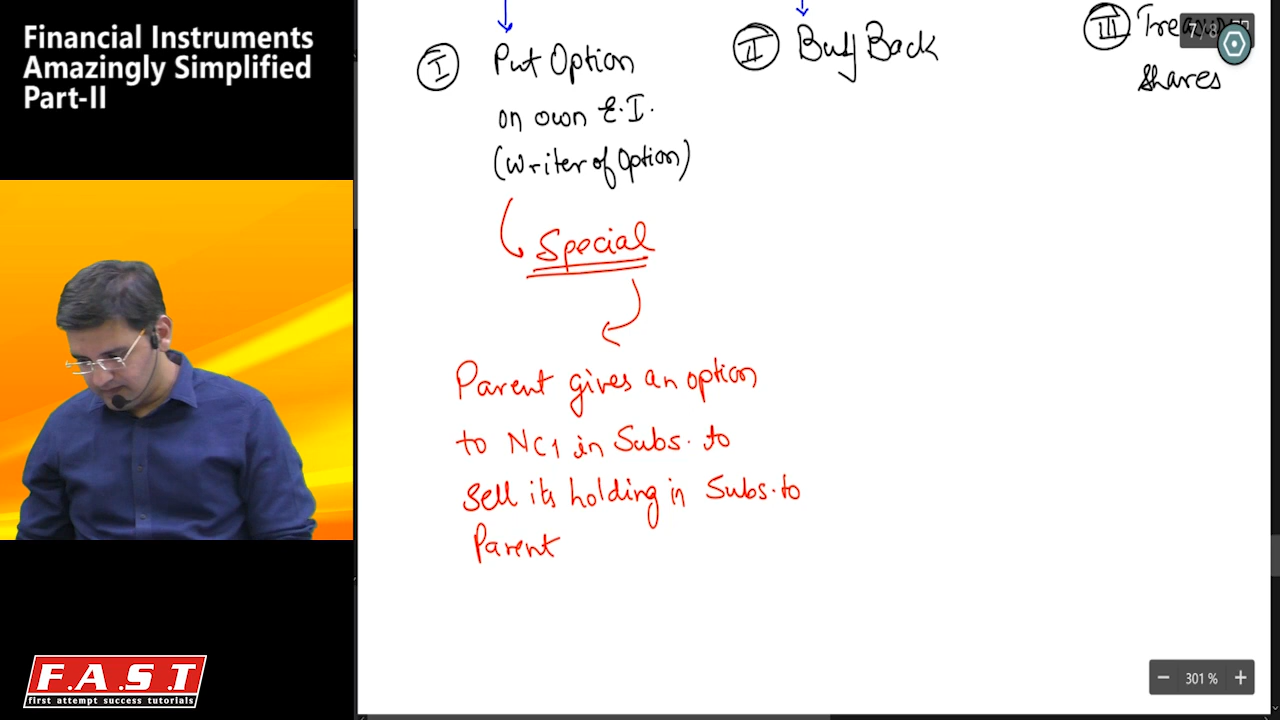 Financial Instruments
Amazingly Simplified
Part-II
I Put Option
on own E.I.
(Writer of Option)
II Buy Back
III
Shares
Special
Parent gives an option
to NCI in Subs. to
Sell its holding in Subs. to
Parent
F.A.S.T
first attempt success tutorials
− 301 % +